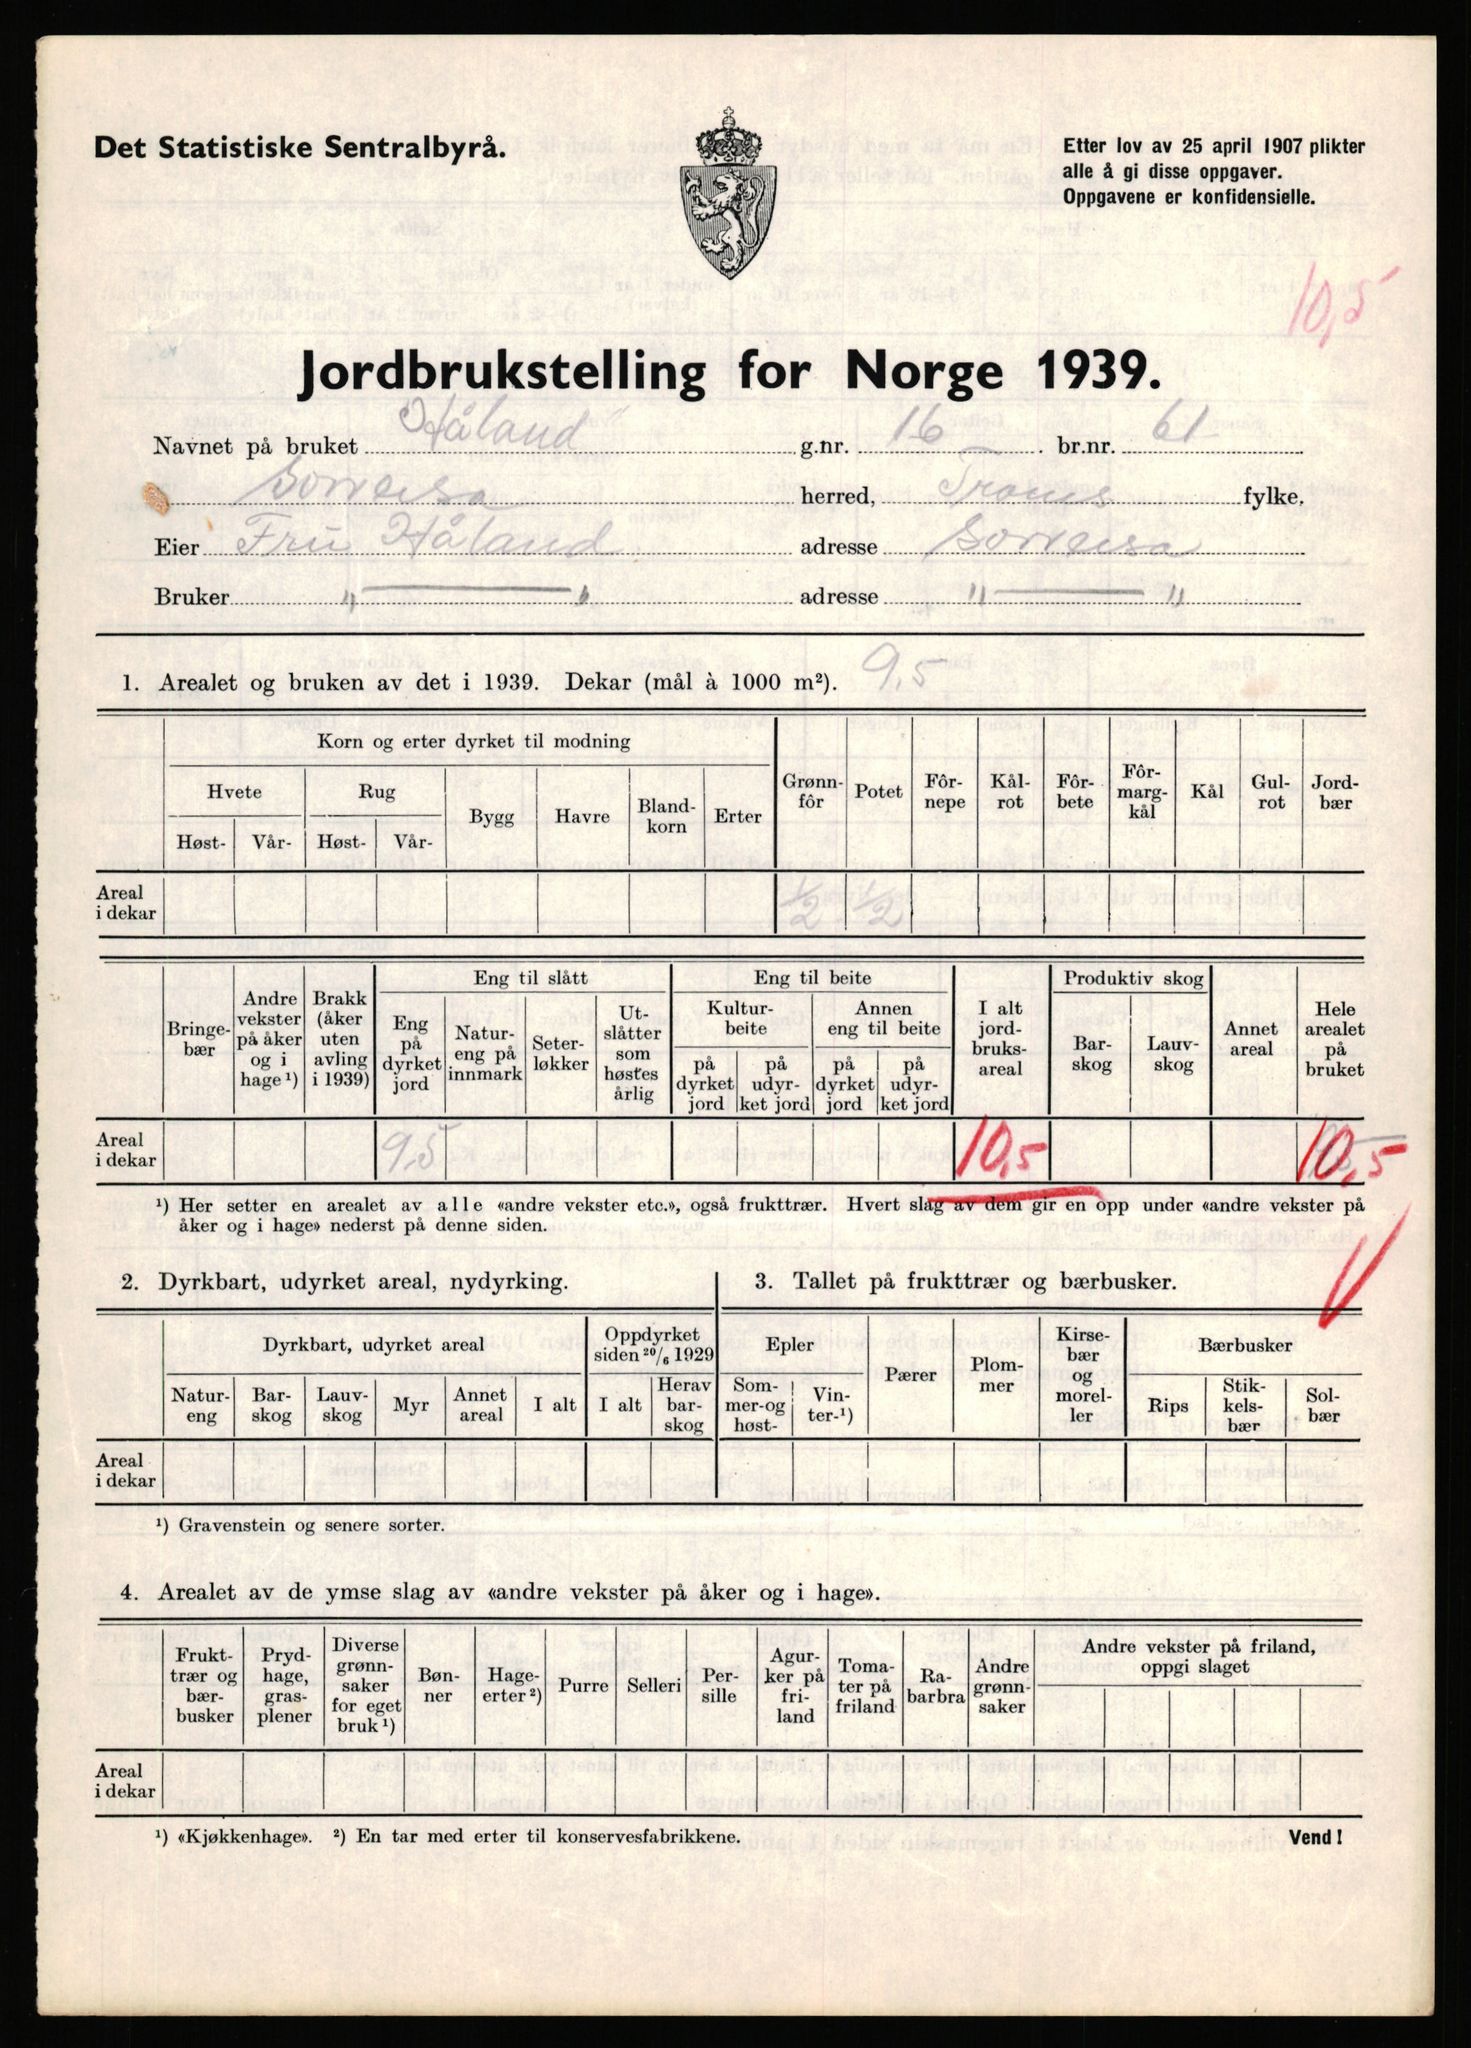 Det Statistiske Sentralbyrå.
Etter lov av 25 april 1907 plikter
alle å gi disse oppgaver.
Oppgavene er konfidensielle.
10,5
Jordbrukstelling for Norge 1939.
Navnet på bruket Håland g.nr. 16 br.nr. 61
Sørreisa herred, Troms fylke.
Eier Fru Håland adresse Sørreisa
Bruker " — " adresse " — "
1. Arealet og bruken av det i 1939. Dekar (mål à 1000 m²). 9,5
Korn og erter dyrket til modning
Hvete Rug Bygg Havre Bland-korn Erter Grønn-fôr Potet Fôr-nepe Kål-rot Fôr-bete Fôr-marg-kål Kål Gul-rot Jord-bær
Høst- Vår- Høst- Vår-
Areal i dekar ½ ½
Bringe-bær
Andre vekster på åker og i hage ¹)
Brakk (åker uten avling i 1939)
Eng til slått
Eng på dyrket jord
Natur-eng på innmark
Seter-løkker
Ut-slåtter som høstes årlig
Eng til beite
Kultur-beite
på dyrket jord
på udyr-ket jord
Annen eng til beite
på dyrket jord
på udyr-ket jord
I alt jord-bruks-areal
Produktiv skog
Bar-skog
Lauv-skog
Annet areal
Hele arealet på bruket
Areal i dekar 9,5 10,5 10,5
¹) Her setter en arealet av alle «andre vekster etc.», også frukttrær. Hvert slag av dem gir en opp under «andre vekster på
åker og i hage» nederst på denne siden.
2. Dyrkbart, udyrket areal, nydyrking.
Dyrkbart, udyrket areal
Oppdyrket siden 20/6 1929
Natur-eng Bar-skog Lauv-skog Myr Annet areal I alt I alt Herav bar-skog
Areal i dekar
3. Tallet på frukttrær og bærbusker.
Epler Pærer Plom-mer Kirse-bær og morel-ler Bærbusker
Som-mer-og høst- Vin-ter-¹) Rips Stik-kels-bær Sol-bær
¹) Gravenstein og senere sorter.
4. Arealet av de ymse slag av «andre vekster på åker og i hage».
Frukt-trær og bær-busker
Pryd-hage, gras-plener
Diverse grønn-saker for eget bruk ¹)
Bøn-ner
Hage-erter ²)
Purre
Selleri
Per-sille
Agur-ker på fri-land
Toma-ter på friland
Ra-barbra
Andre grønn-saker
Andre vekster på friland, oppgi slaget
Areal i dekar
¹) «Kjøkkenhage». ²) En tar med erter til konservesfabrikkene.
Vend!